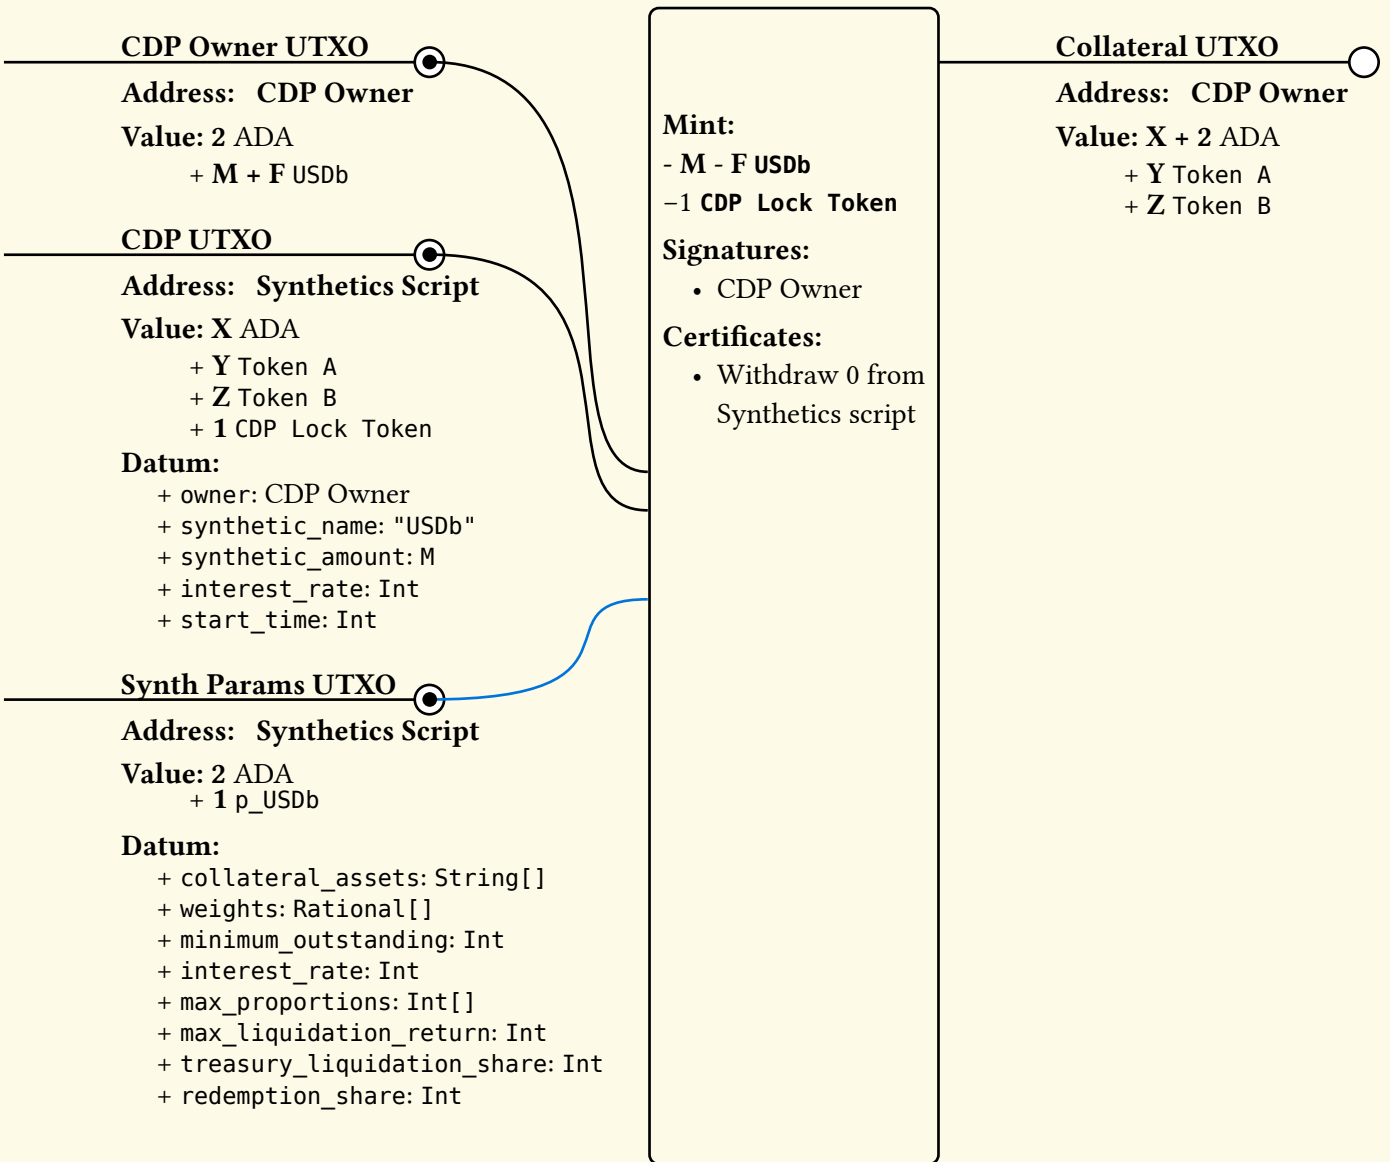 CDP Owner UTXO
Address: CDP Owner
Value: 2 ADA
+ M + F USDb
CDP UTXO
Address: Synthetics Script
Value: X ADA
+ Y Token A
+ Z Token B
+ 1 CDP Lock Token
Datum:
+ owner: CDP Owner
+ synthetic_name: "USDb"
+ synthetic_amount: M
+ interest_rate: Int
+ start_time: Int
Synth Params UTXO
Address: Synthetics Script
Value: 2 ADA
+ 1 p_USDb
Datum:
+ collateral_assets: String[]
+ weights: Rational[]
+ minimum_outstanding: Int
+ interest_rate: Int
+ max_proportions: Int[]
+ max_liquidation_return: Int
+ treasury_liquidation_share: Int
+ redemption_share: Int
Mint:
- M - F USDb
−1 CDP Lock Token
Signatures:
• CDP Owner
Certificates:
• Withdraw 0 from
Synthetics script
Collateral UTXO
Address: CDP Owner
Value: X + 2 ADA
+ Y Token A
+ Z Token B